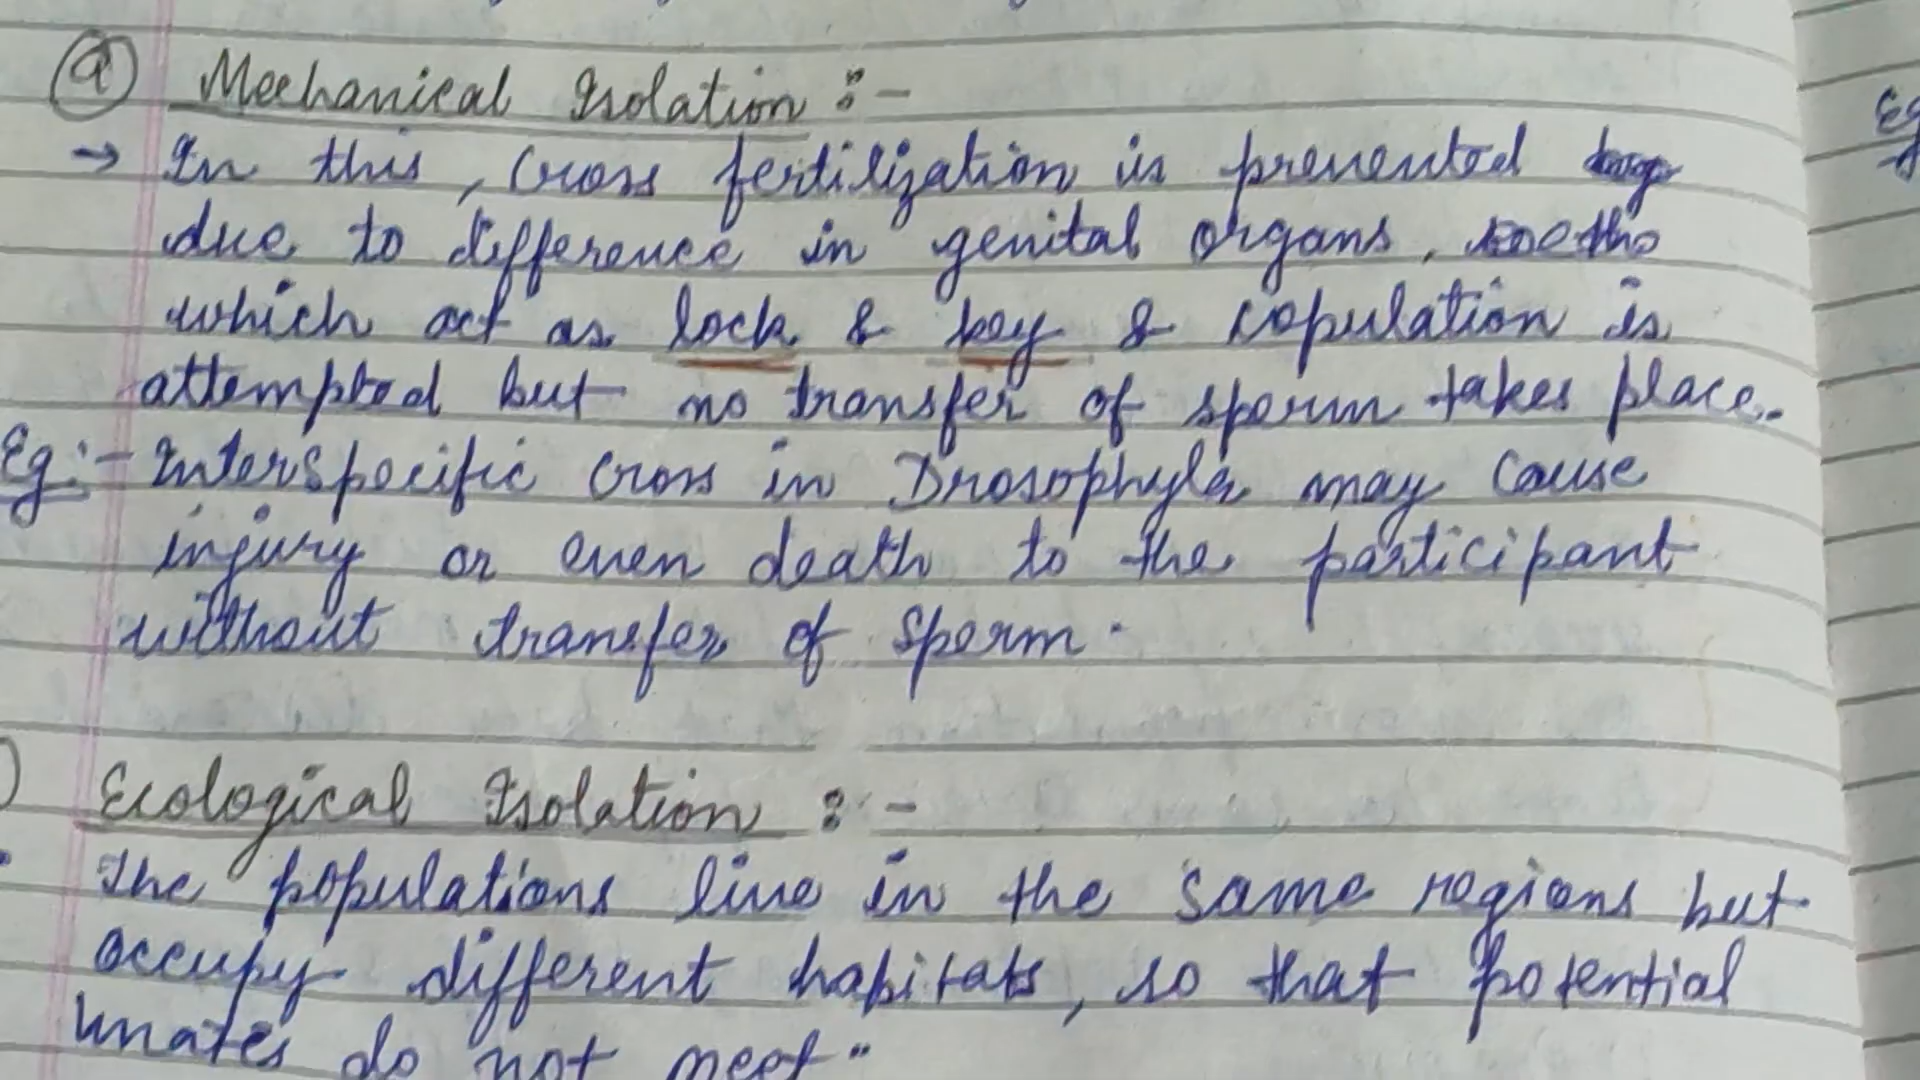 a Mechanical Isolation :-
→ In this, Cross fertilization is prevented
due to difference in genital organs,
which act as lock & key & copulation is
attempted but no transfer of sperm takes place.
Eg:- Interspecific Cross in Drosophyla may cause
injury or even death to the participant
without transfer of sperm.
Ecological Isolation :-
The populations live in the same regions but
occupy different habitats, so that potential
mates do not meet"
Eg